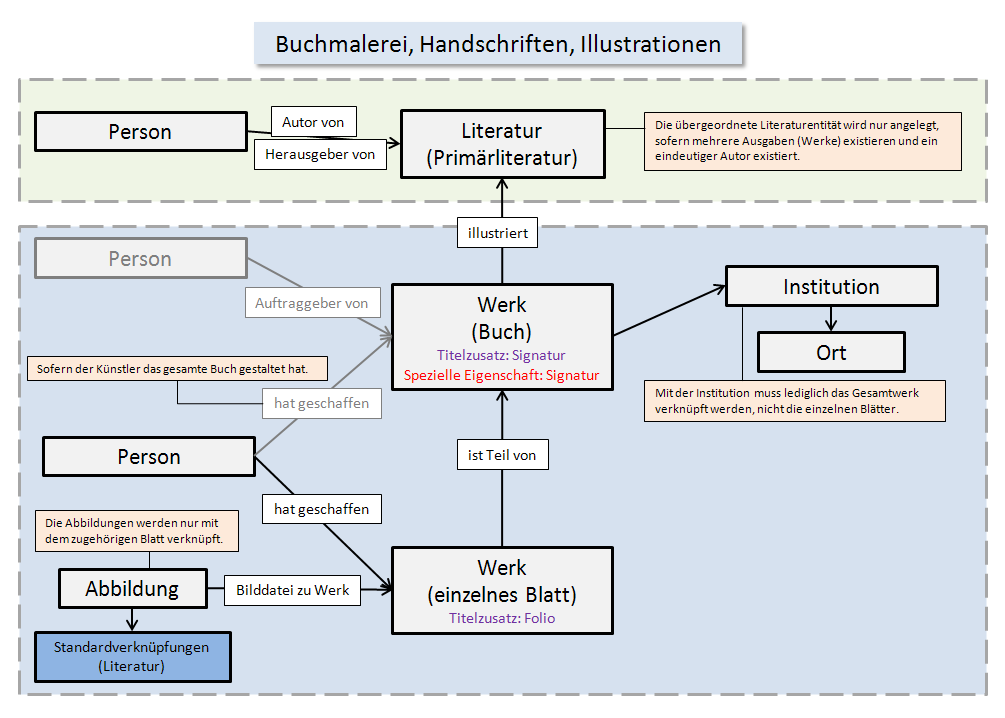 Buchmalerei, Handschriften, Illustrationen
Person
Autor von
Herausgeber von
Literatur
(Primärliteratur)
Die übergeordnete Literaturentität wird nur angelegt,
sofern mehrere Ausgaben (Werke) existieren und ein
eindeutiger Autor existiert.
illustriert
Person
Auftraggeber von
Werk
(Buch)
Titelzusatz: Signatur
Spezielle Eigenschaft: Signatur
Institution
Ort
Mit der Institution muss lediglich das Gesamtwerk
verknüpft werden, nicht die einzelnen Blätter.
Sofern der Künstler das gesamte Buch gestaltet hat.
hat geschaffen
Person
ist Teil von
hat geschaffen
Die Abbildungen werden nur mit
dem zugehörigen Blatt verknüpft.
Abbildung
Bilddatei zu Werk
Werk
(einzelnes Blatt)
Titelzusatz: Folio
Standardverknüpfungen
(Literatur)